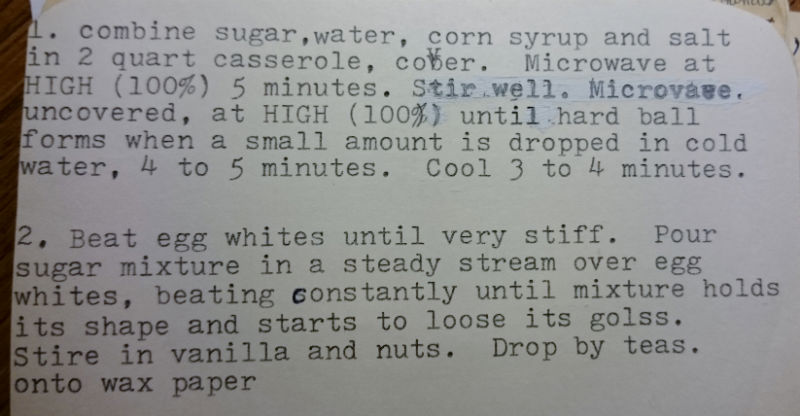 1. combine sugar,water, corn syrup and salt
in 2 quart casserole, cover. Microwave at
HIGH (100%) 5 minutes. Stir well. Microvave.
uncovered, at HIGH (100%) until hard ball
forms when a small amount is dropped in cold
water, 4 to 5 minutes. Cool 3 to 4 minutes.
2. Beat egg whites until very stiff. Pour
sugar mixture in a steady stream over egg
whites, beating constantly until mixture holds
its shape and starts to loose its golss.
Stire in vanilla and nuts. Drop by teas.
onto wax paper